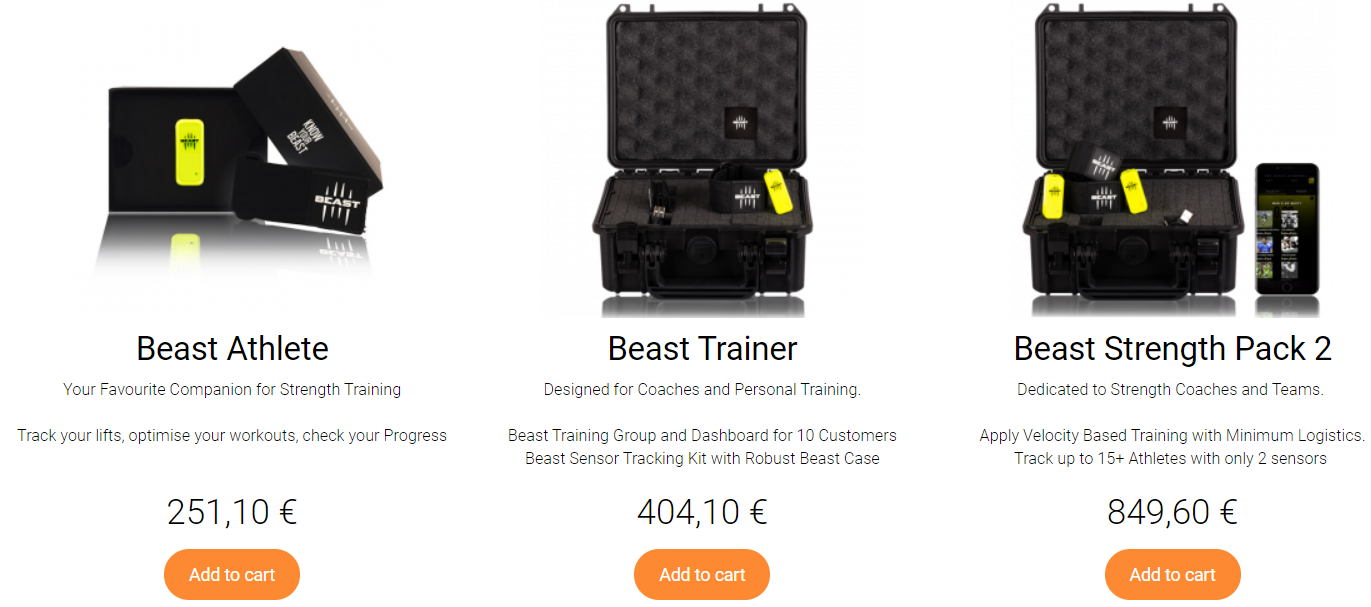 KNOW
YOUR
BEAST
BEAST
BEAST
BEAST
BEAST
BEAST
Beast Athlete
Your Favourite Companion for Strength Training
Track your lifts, optimise your workouts, check your Progress
251,10 €
Add to cart
Beast Trainer
Designed for Coaches and Personal Training.
Beast Training Group and Dashboard for 10 Customers
Beast Sensor Tracking Kit with Robust Beast Case
404,10 €
Add to cart
Beast Strength Pack 2
Dedicated to Strength Coaches and Teams.
Apply Velocity Based Training with Minimum Logistics.
Track up to 15+ Athletes with only 2 sensors
849,60 €
Add to cart